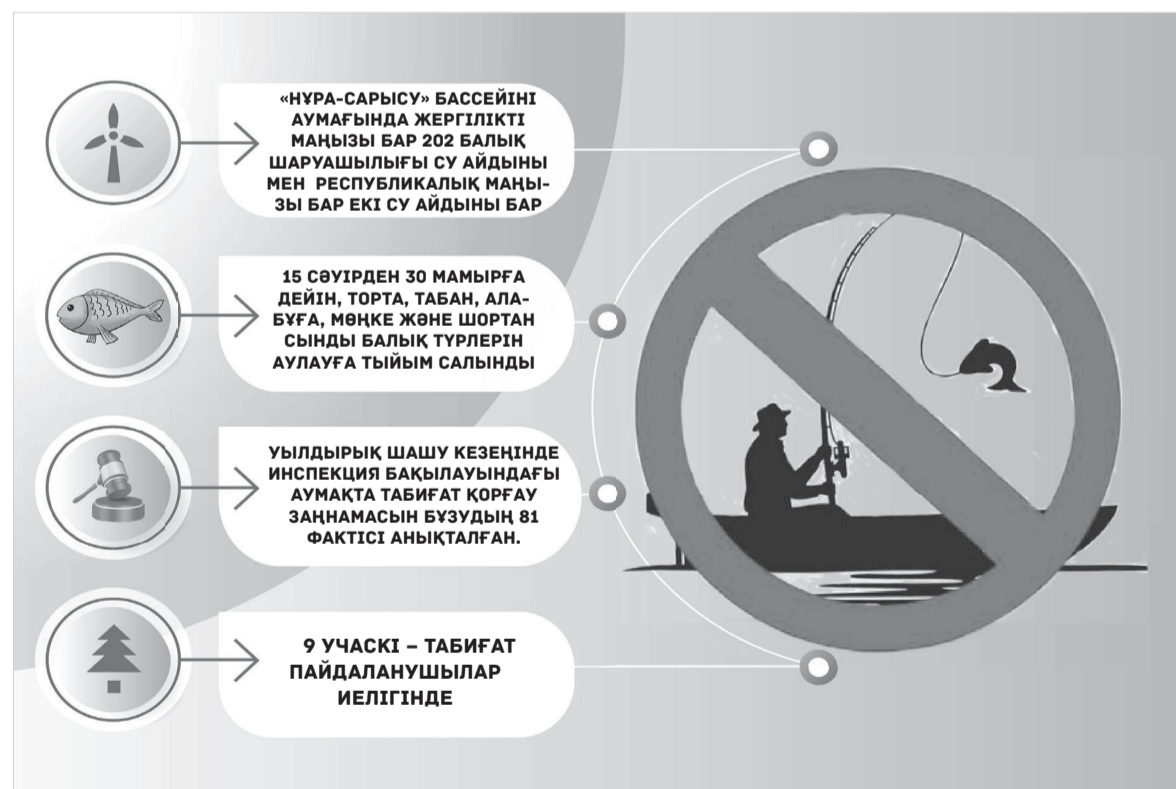 «НҰРА-САРЫСУ» БАССЕЙІНІ
АУМАҒЫНДА ЖЕРГІЛІКТІ
МАҢЫЗЫ БАР 202 БАЛЫҚ
ШАРУАШЫЛЫҒЫ СУ АЙДЫНЫ
МЕН РЕСПУБЛИКАЛЫҚ МАҢЫ-
ЗЫ БАР ЕКІ СУ АЙДЫНЫ БАР
15 СӘУІРДЕН 30 МАМЫРҒА
ДЕЙІН, ТОРТА, ТАБАН, АЛА-
БҰҒА, МӨҢКЕ ЖӘНЕ ШОРТАН
СЫНДЫ БАЛЫҚ ТҮРЛЕРІН
АУЛАУҒА ТЫЙЫМ САЛЫНДЫ
УЫЛДЫРЫҚ ШАШУ КЕЗЕҢІНДЕ
ИНСПЕКЦИЯ БАҚЫЛАУЫНДАҒЫ
АУМАҚТА ТАБИҒАТ ҚОРҒАУ
ЗАҢНАМАСЫН БҰЗУДЫҢ 81
ФАКТІСІ АНЫҚТАЛҒАН.
9 УЧАСКІ – ТАБИҒАТ
ПАЙДАЛАНУШЫЛАР
ИЕЛІГІНДЕ